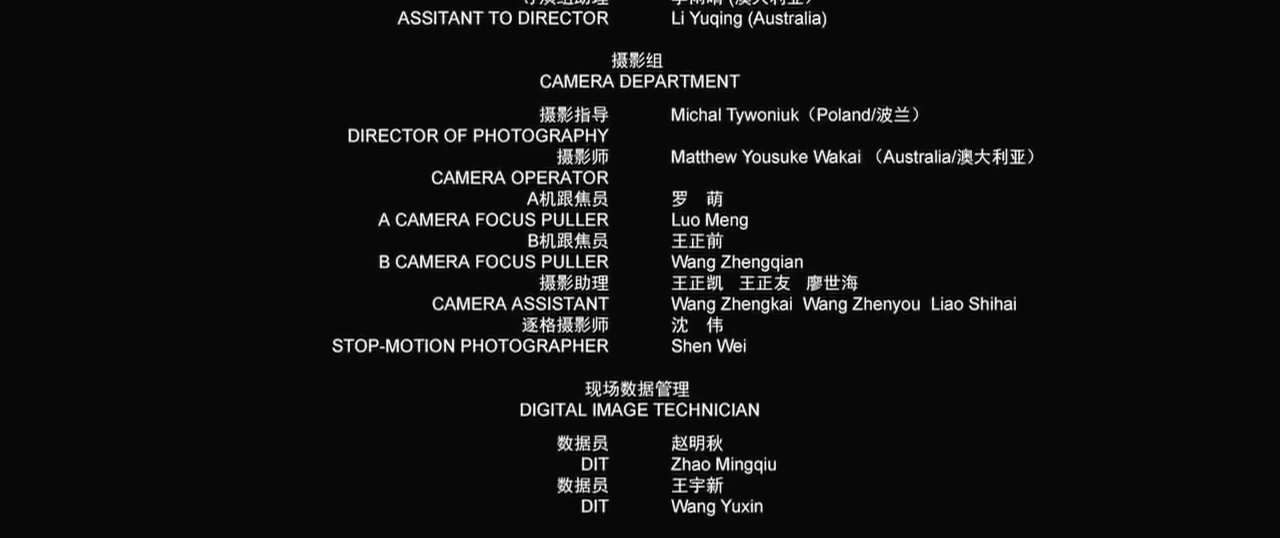 ASSITANT TO DIRECTOR Li Yuqing (Australia)
摄影组
CAMERA DEPARTMENT
摄影指导 Michal Tywoniuk（Poland/波兰）
DIRECTOR OF PHOTOGRAPHY
摄影师 Matthew Yousuke Wakai （Australia/澳大利亚）
CAMERA OPERATOR
A机跟焦员 罗 萌
A CAMERA FOCUS PULLER Luo Meng
B机跟焦员 王正前
B CAMERA FOCUS PULLER Wang Zhengqian
摄影助理 王正凯 王正友 廖世海
CAMERA ASSISTANT Wang Zhengkai Wang Zhenyou Liao Shihai
逐格摄影师 沈 伟
STOP-MOTION PHOTOGRAPHER Shen Wei
现场数据管理
DIGITAL IMAGE TECHNICIAN
数据员 赵明秋
DIT Zhao Mingqiu
数据员 王宇新
DIT Wang Yuxin